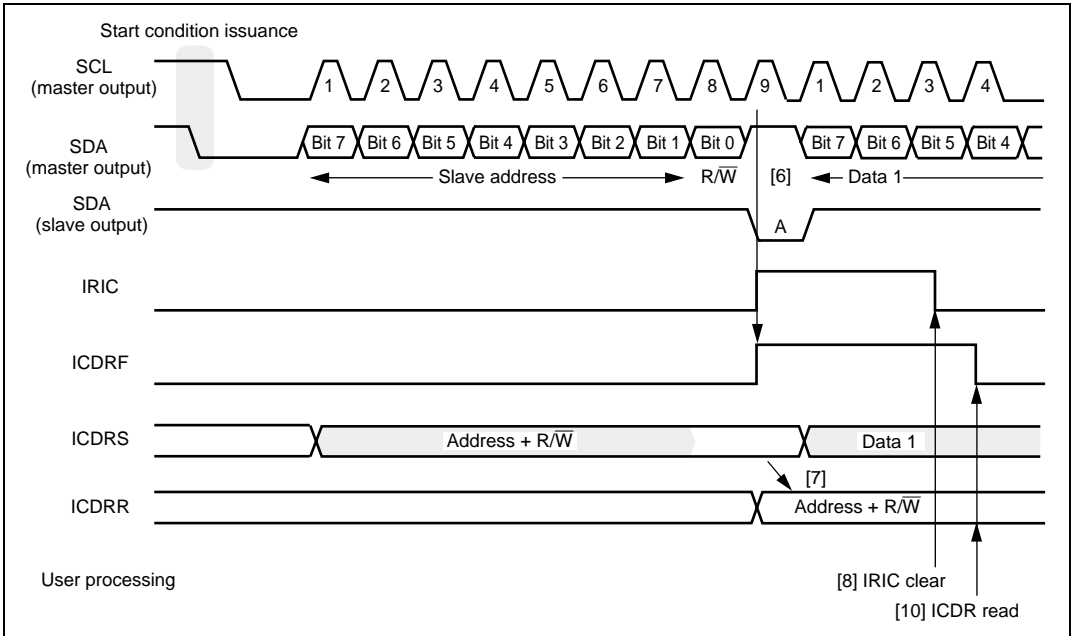 Start condition issuance
SCL
(master output)
1 2 3 4 5 6 7 8 9 1 2 3 4
SDA
(master output)
Bit 7 Bit 6 Bit 5 Bit 4 Bit 3 Bit 2 Bit 1 Bit 0 Bit 7 Bit 6 Bit 5 Bit 4
Slave address R/W̅ [6] Data 1
SDA
(slave output)
A
IRIC
ICDRF
ICDRS
Address + R/W̅ Data 1
[7]
ICDRR
Address + R/W̅
User processing
[8] IRIC clear
[10] ICDR read